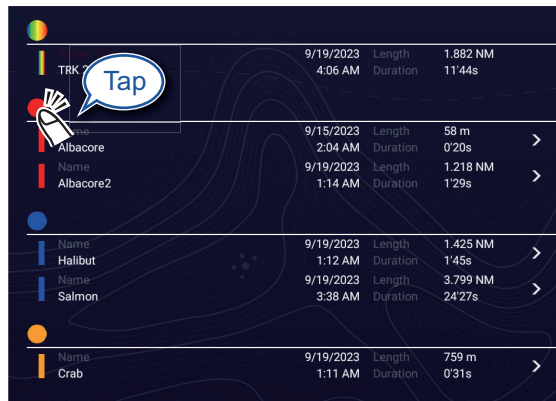 9/19/2023 Length 1.882 NM
TRK 4:06 AM Duration 11'44s
Tap
Name 9/15/2023 Length 58 m
Albacore 2:04 AM Duration 0'20s
Name 9/19/2023 Length 1.218 NM
Albacore2 1:14 AM Duration 1'29s
Name 9/19/2023 Length 1.425 NM
Halibut 1:12 AM Duration 1'45s
Name 9/19/2023 Length 3.799 NM
Salmon 3:38 AM Duration 24'27s
Name 9/19/2023 Length 759 m
Crab 1:11 AM Duration 0'31s